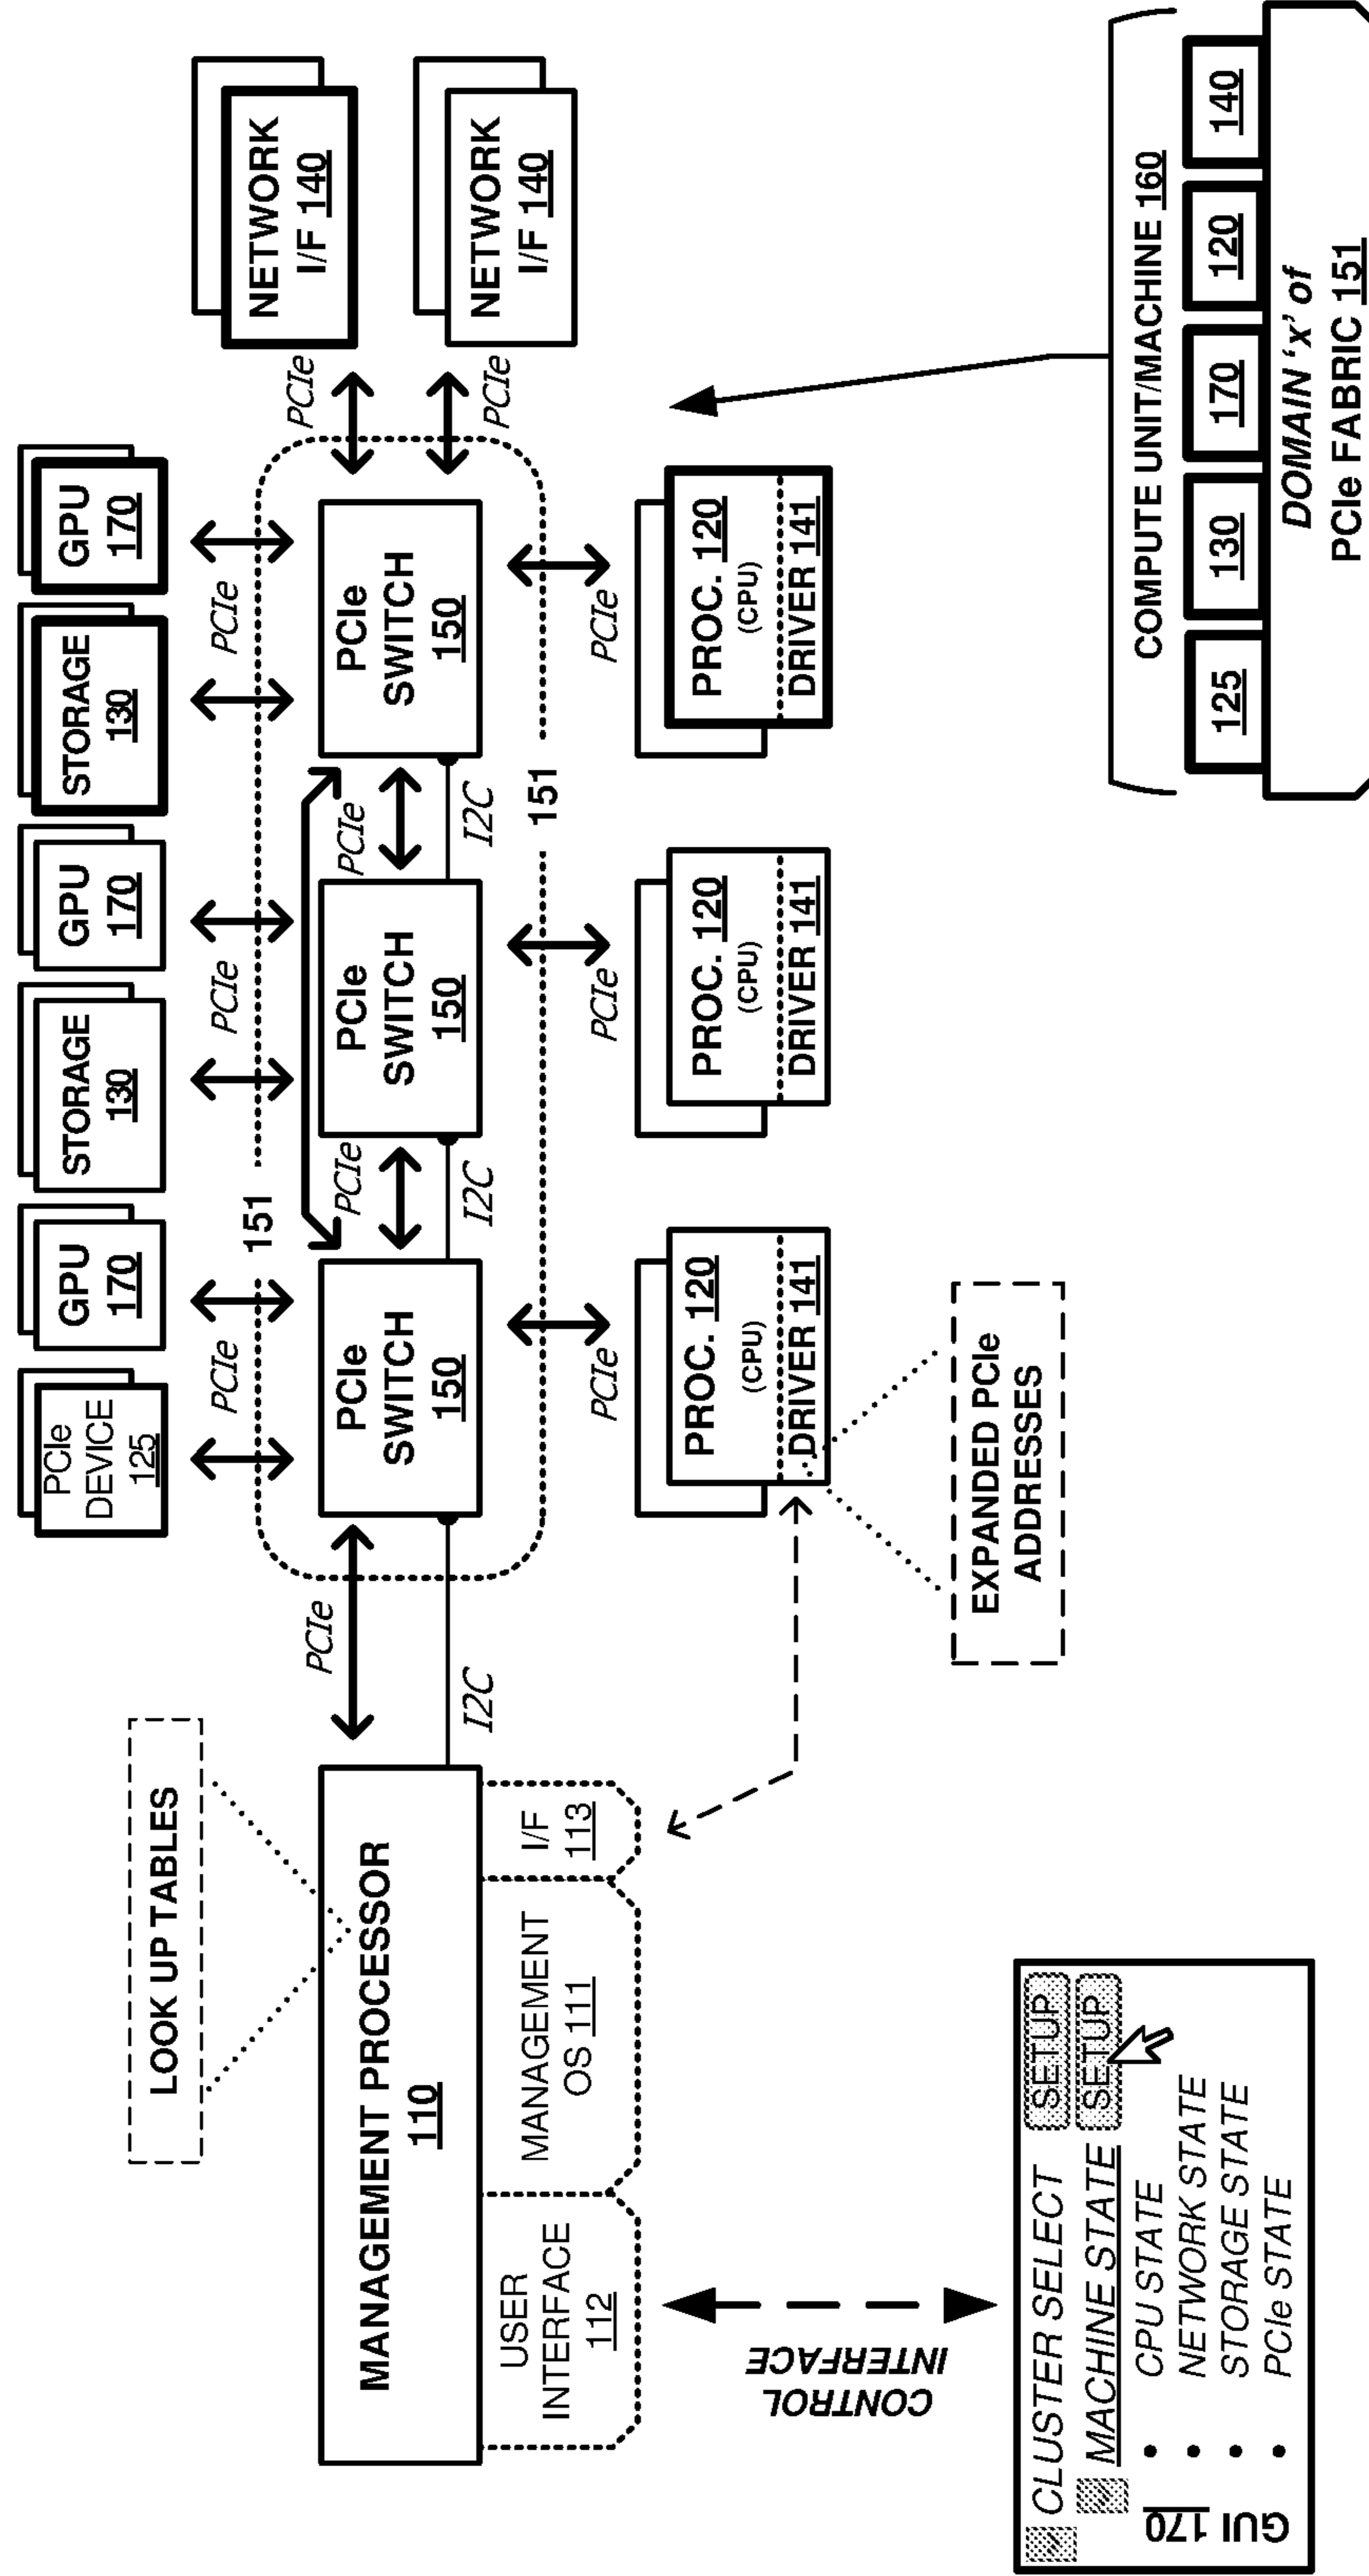 PCIe
DEVICE
125
GPU
170
STORAGE
130
GPU
170
STORAGE
130
GPU
170
PCIe
PCIe
PCIe
151
LOOK UP TABLES
MANAGEMENT PROCESSOR
110
USER
INTERFACE
112
MANAGEMENT
OS 111
I/F
113
PCIe
I2C
PCIe
SWITCH
150
PCIe
I2C
PCIe
SWITCH
150
PCIe
I2C
PCIe
SWITCH
150
PCIe
PCIe
NETWORK
I/F 140
NETWORK
I/F 140
151
PCIe
PCIe
PCIe
PROC. 120
(CPU)
DRIVER 141
PROC. 120
(CPU)
DRIVER 141
PROC. 120
(CPU)
DRIVER 141
EXPANDED PCIe
ADDRESSES
CONTROL
INTERFACE
CLUSTER SELECT SETUP
MACHINE STATE SETUP
• CPU STATE
• NETWORK STATE
• STORAGE STATE
• PCIe STATE
GUI 170
COMPUTE UNIT/MACHINE 160
125 130 170 120 140
DOMAIN ‘x’ of
PCIe FABRIC 151